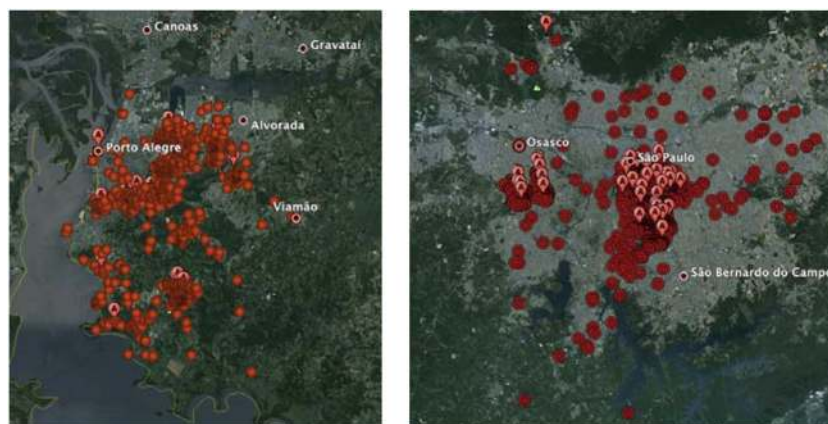 Canoas
Gravataí
Alvorada
Porto Alegre
Viamão
Osasco
São Paulo
São Bernardo do Campo